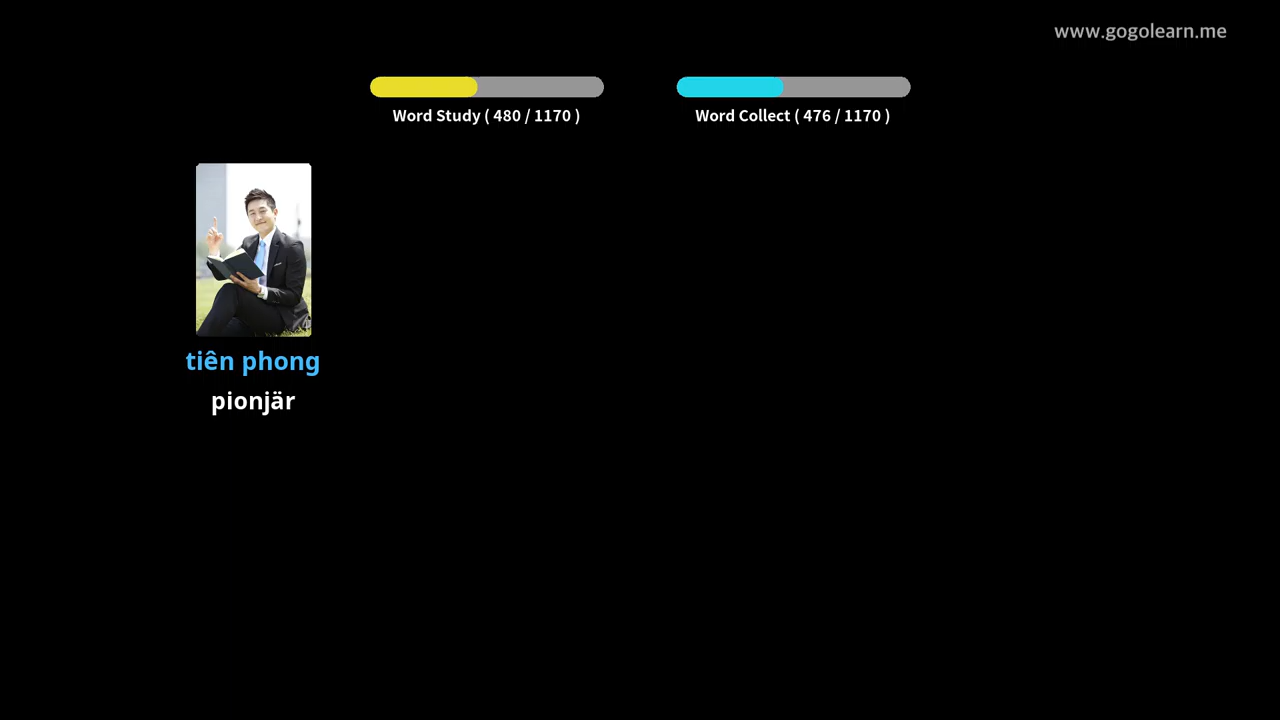 www.gogolearn.me
Word Study ( 480 / 1170 )
Word Collect ( 476 / 1170 )
tiên phong
pionjär